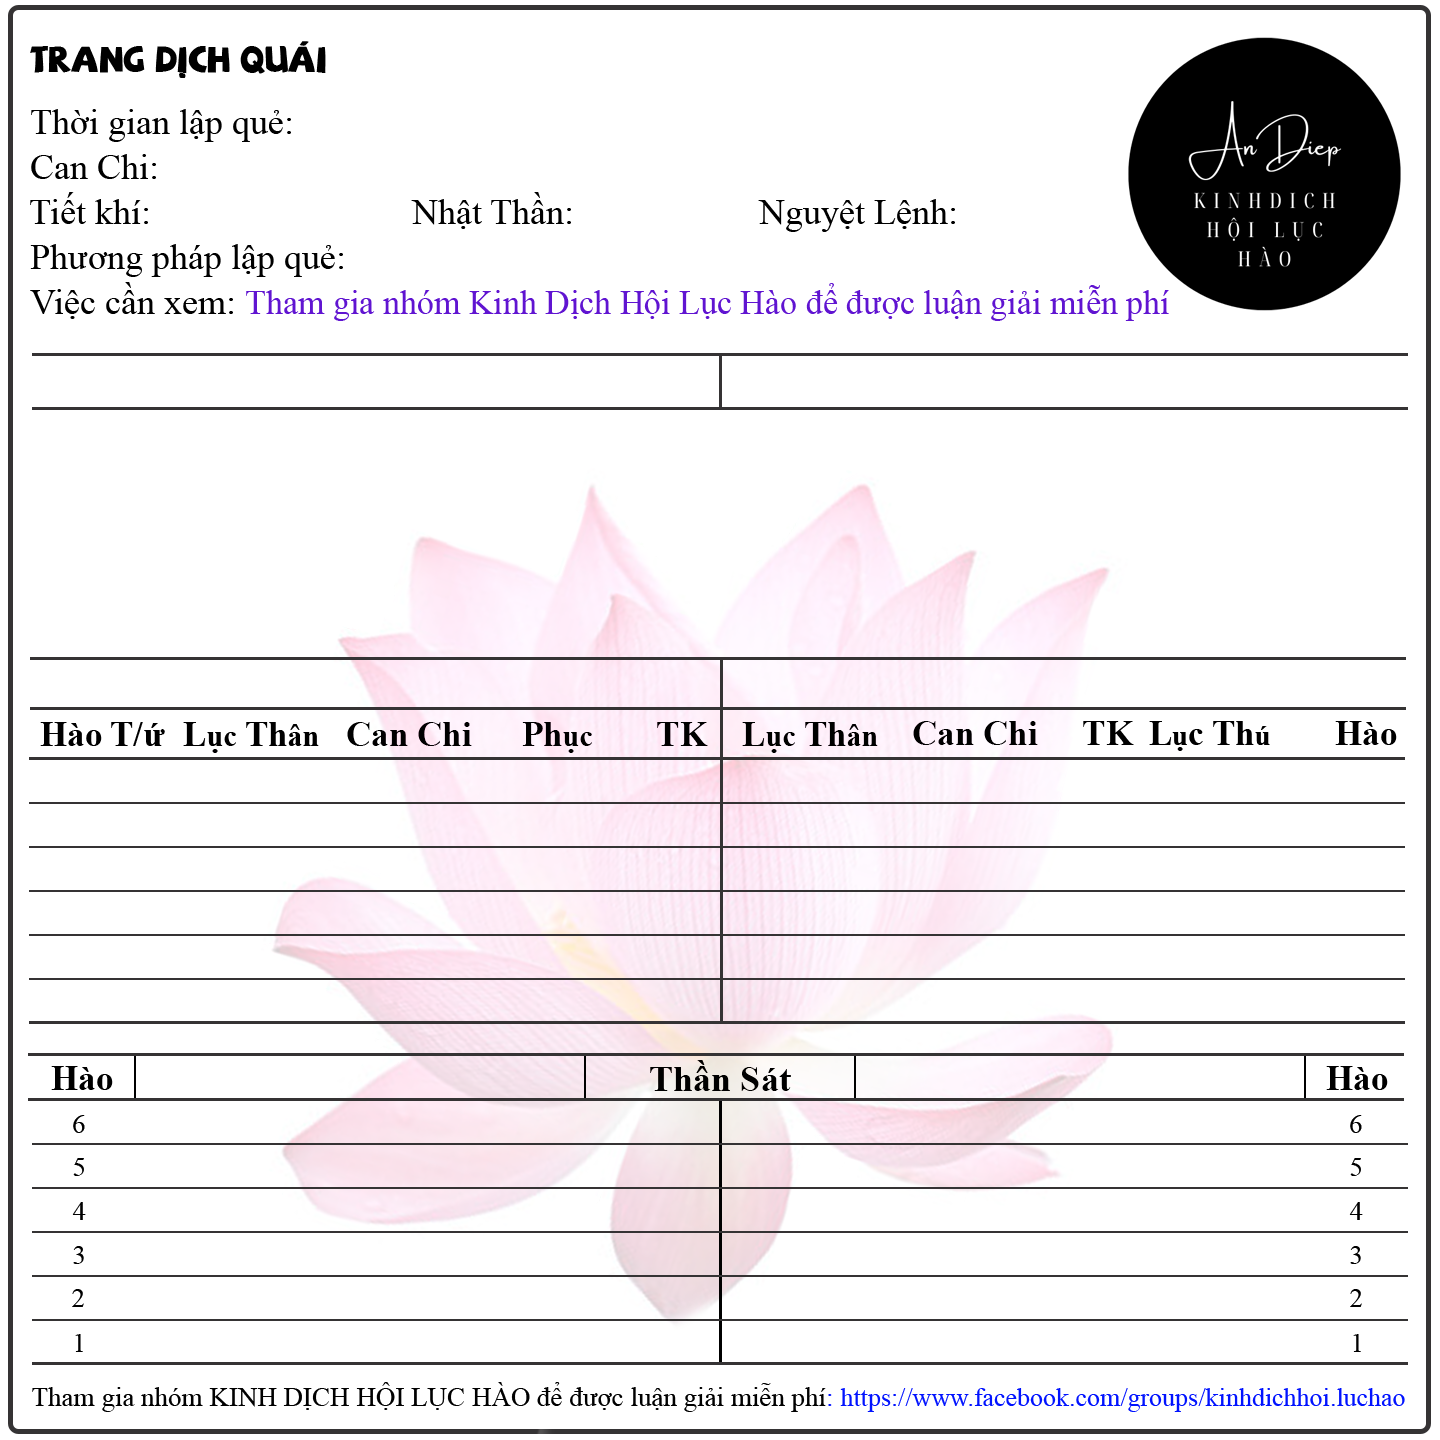 TRANG DỊCH QUÁI
Thời gian lập quẻ:
Can Chi:
Tiết khí: Nhật Thần: Nguyệt Lệnh:
Phương pháp lập quẻ:
Việc cần xem: Tham gia nhóm Kinh Dịch Hội Lục Hào để được luận giải miễn phí
An Diep
KINHDICH
HỘI LỤC
HÀO
Hào T/ứ Lục Thân Can Chi Phục TK Lục Thân Can Chi TK Lục Thú Hào
Hào Thần Sát Hào
6 6
5 5
4 4
3 3
2 2
1 1
Tham gia nhóm KINH DỊCH HỘI LỤC HÀO để được luận giải miễn phí: https://www.facebook.com/groups/kinhdichhoi.luchao